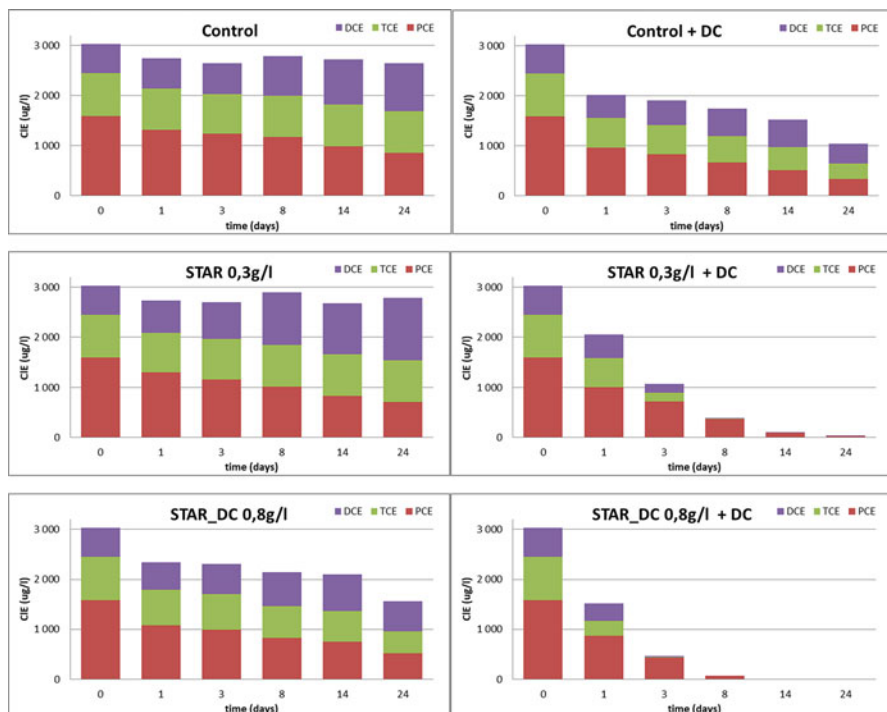 Control
DCE TCE PCE
CIE (ug/l)
3 000
2 000
1 000
0
0 1 3 8 14 24
time (days)
Control + DC
DCE TCE PCE
CIE (ug/l)
3 000
2 000
1 000
0
0 1 3 8 14 24
time (days)
STAR 0,3g/l
DCE TCE PCE
CIE (ug/l)
3 000
2 000
1 000
0
0 1 3 8 14 24
time (days)
STAR 0,3g/l + DC
DCE TCE PCE
CIE (ug/l)
3 000
2 000
1 000
0
0 1 3 8 14 24
time (days)
STAR_DC 0,8g/l
DCE TCE PCE
CIE (ug/l)
3 000
2 000
1 000
0
0 1 3 8 14 24
time (days)
STAR_DC 0,8g/l + DC
DCE TCE PCE
CIE (ug/l)
3 000
2 000
1 000
0
0 1 3 8 14 24
time (days)